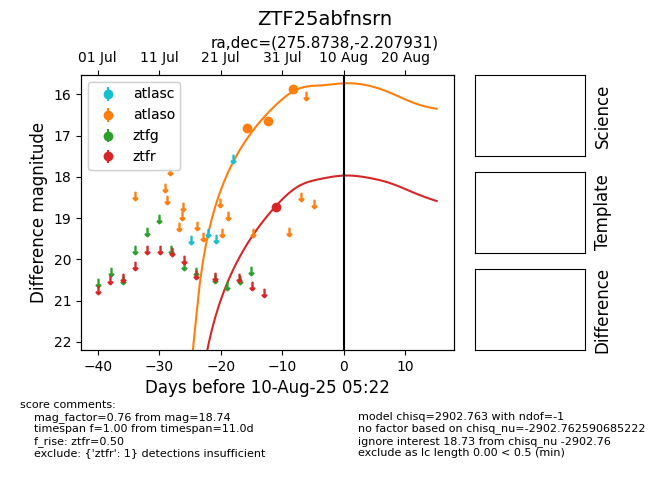 ZTF25abfnsrn
ra,dec=(275.8738,-2.207931)
01 Jul 11 Jul 21 Jul 31 Jul 10 Aug 20 Aug
atlasc
atlaso
ztfg
ztfr
16
17
18
19
20
21
22
Difference magnitude
−40 −30 −20 −10 0 10
Days before 10-Aug-25 05:22
Science
Template
Difference
score comments:
mag_factor=0.76 from mag=18.74
timespan f=1.00 from timespan=11.0d
f_rise: ztfr=0.50
exclude: {'ztfr': 1} detections insufficient
model chisq=2902.763 with ndof=-1
no factor based on chisq_nu=-2902.762590685222
ignore interest 18.73 from chisq_nu -2902.76
exclude as lc length 0.00 < 0.5 (min)